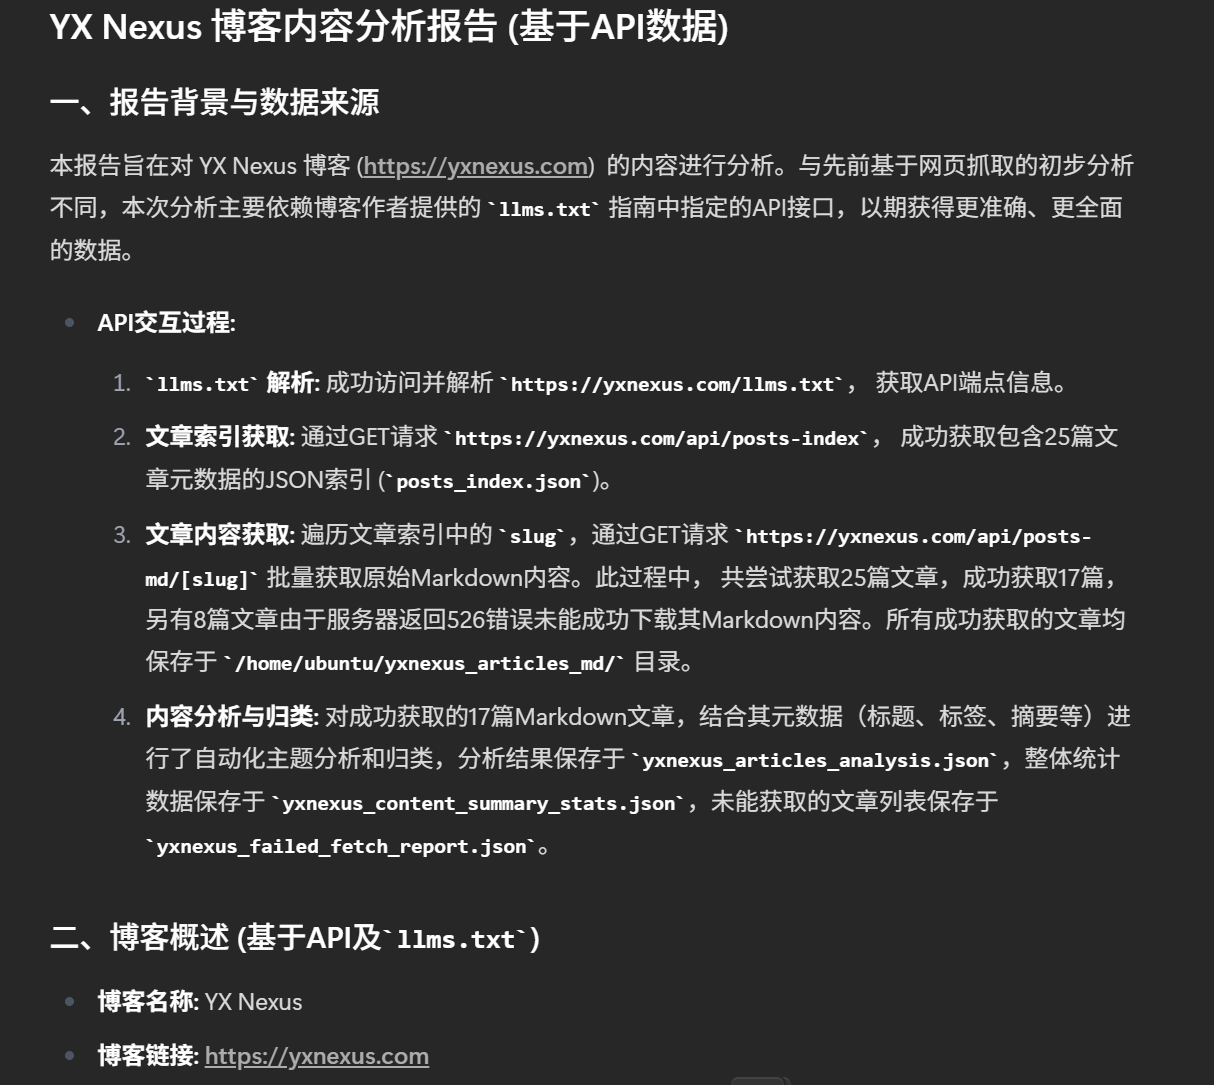 YX Nexus 博客内容分析报告 (基于API数据)
一、报告背景与数据来源
本报告旨在对 YX Nexus 博客 (https://yxnexus.com) 的内容进行分析。与先前基于网页抓取的初步分析
不同，本次分析主要依赖博客作者提供的 `llms.txt` 指南中指定的API接口，以期获得更准确、更全面
的数据。
• API交互过程:
1. `llms.txt` 解析: 成功访问并解析 `https://yxnexus.com/llms.txt`， 获取API端点信息。
2. 文章索引获取: 通过GET请求 `https://yxnexus.com/api/posts-index`， 成功获取包含25篇文
章元数据的JSON索引 (`posts_index.json`)。
3. 文章内容获取: 遍历文章索引中的 `slug`，通过GET请求 `https://yxnexus.com/api/posts-
md/[slug]` 批量获取原始Markdown内容。此过程中， 共尝试获取25篇文章，成功获取17篇，
另有8篇文章由于服务器返回526错误未能成功下载其Markdown内容。所有成功获取的文章均
保存于 `/home/ubuntu/yxnexus_articles_md/` 目录。
4. 内容分析与归类: 对成功获取的17篇Markdown文章，结合其元数据（标题、标签、摘要等）进
行了自动化主题分析和归类，分析结果保存于 `yxnexus_articles_analysis.json`，整体统计
数据保存于 `yxnexus_content_summary_stats.json`，未能获取的文章列表保存于
`yxnexus_failed_fetch_report.json`。
二、博客概述 (基于API及`llms.txt`)
• 博客名称: YX Nexus
• 博客链接: https://yxnexus.com